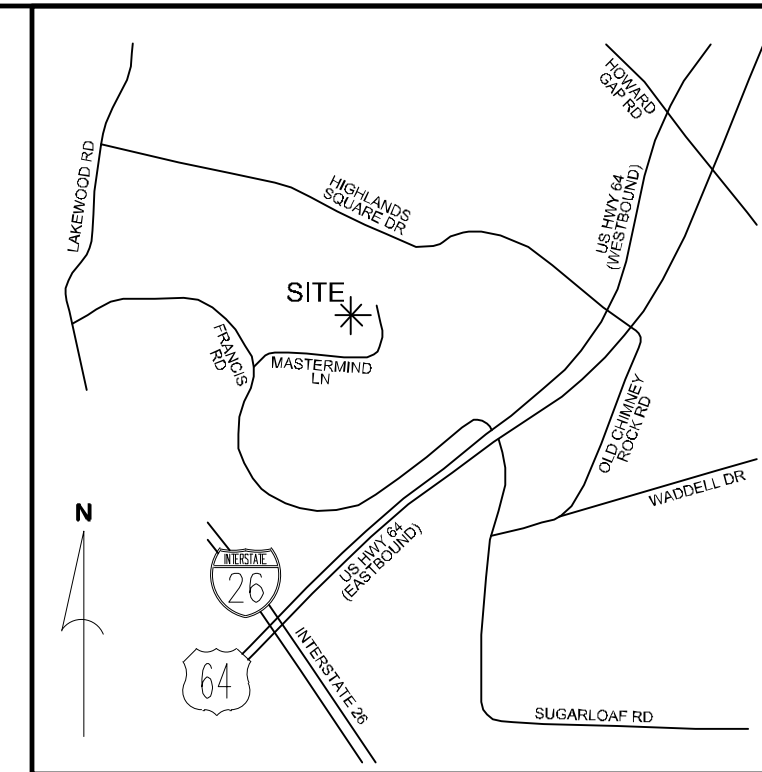 HOWARD
GAP RD
LAKEWOOD RD
HIGHLANDS
SQUARE DR
US HWY 64
(WESTBOUND)
SITE
FRANCIS
RD
MASTERMIND
LN
OLD CHIMNEY
ROCK RD
WADDELL DR
N
US HWY 64
(EASTBOUND)
INTERSTATE
26
INTERSTATE 26
64
SUGARLOAF RD